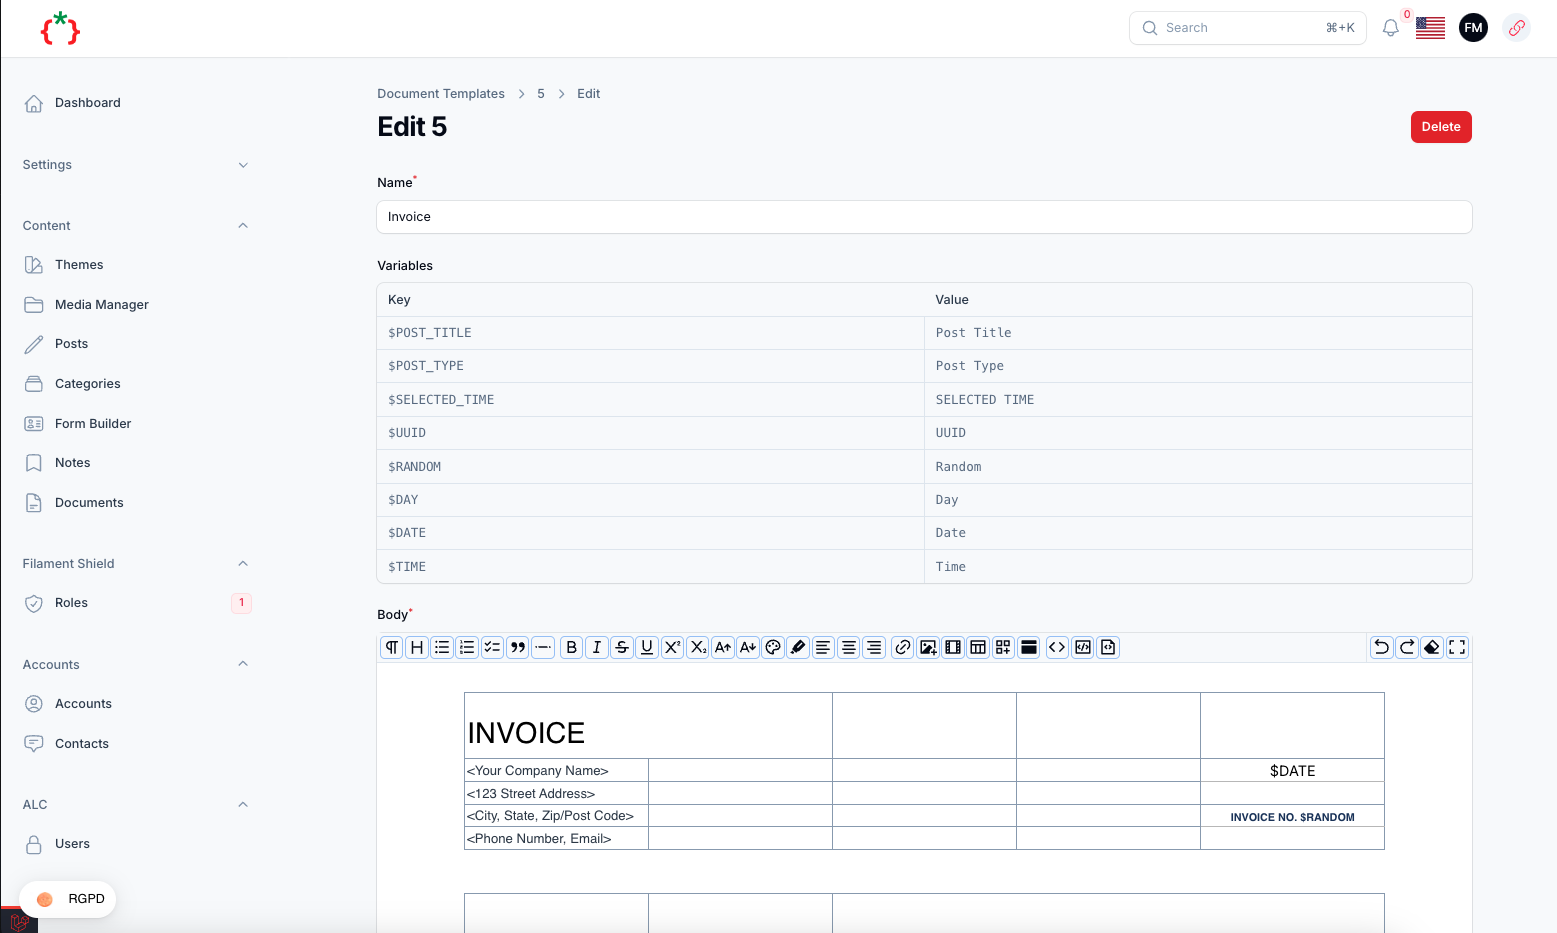 Search
⌘+K
0
FM
Dashboard
Settings
Content
Themes
Media Manager
Posts
Categories
Form Builder
Notes
Documents
Filament Shield
Roles
1
Accounts
Accounts
Contacts
ALC
Users
RGPD
Document Templates > 5 > Edit
Edit 5
Delete
Name*
Invoice
Variables
Key Value
$POST_TITLE Post Title
$POST_TYPE Post Type
$SELECTED_TIME SELECTED TIME
$UUID UUID
$RANDOM Random
$DAY Day
$DATE Date
$TIME Time
Body*
INVOICE
<Your Company Name> $DATE
<123 Street Address>
<City, State, Zip/Post Code> INVOICE NO. $RANDOM
<Phone Number, Email>